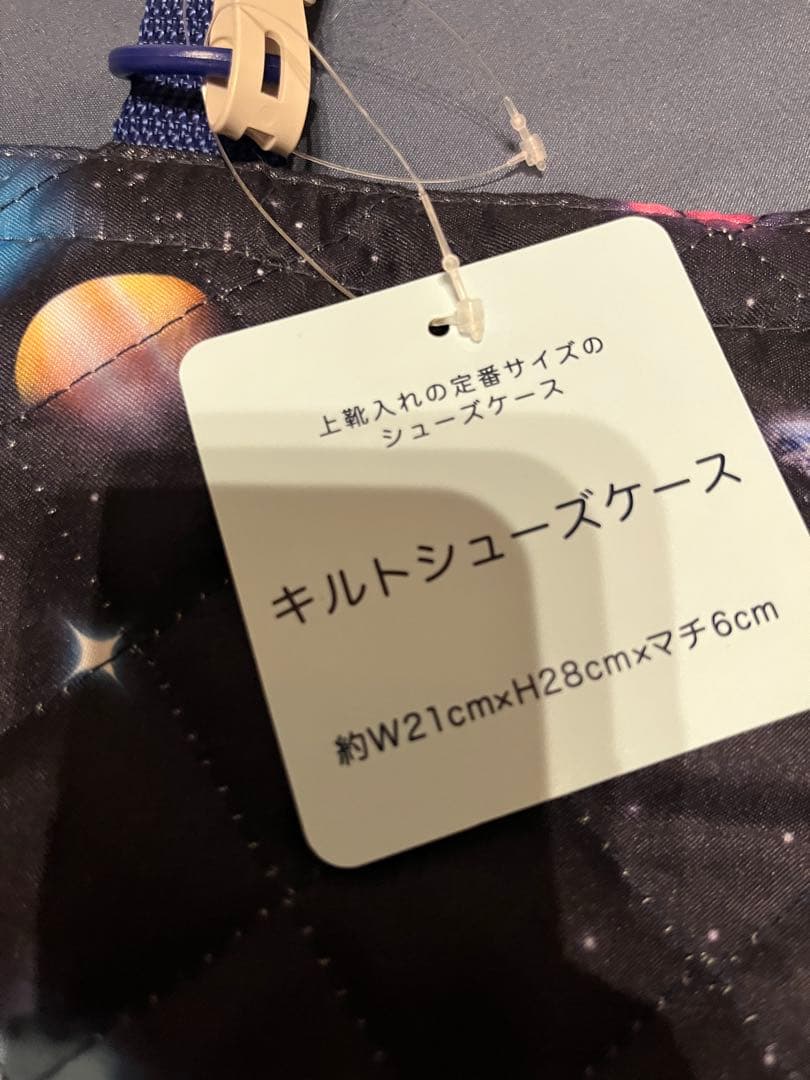 上靴入れの定番サイズの
シューズケース
キルトシューズケース
約W21cm×H28cm×マチ6cm